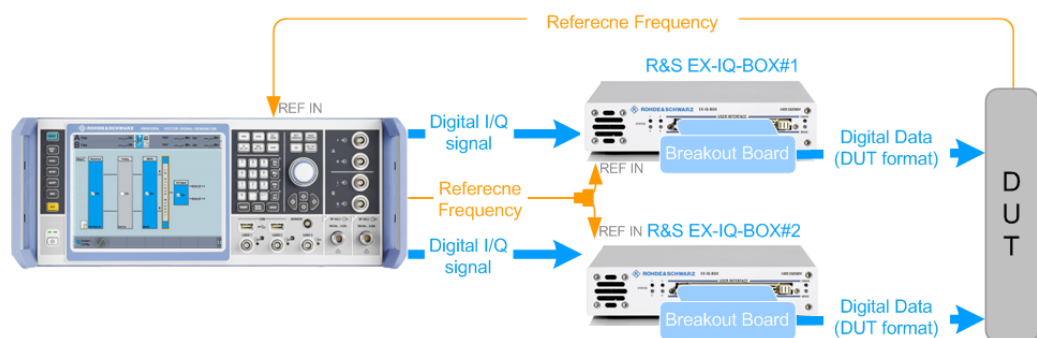 Referecne Frequency
R&S EX-IQ-BOX#1
REF IN
ROHDE&SCHWARZ
Digital I/Q
signal
ROHDE&SCHWARZ
EX-IQ-BOX
USER INTERFACE
Breakout Board
Digital Data
(DUT format)
REF IN
Referecne
Frequency
D
U
T
REF IN
R&S EX-IQ-BOX#2
Digital I/Q
signal
ROHDE&SCHWARZ
EX-IQ-BOX
USER INTERFACE
Breakout Board
Digital Data
(DUT format)